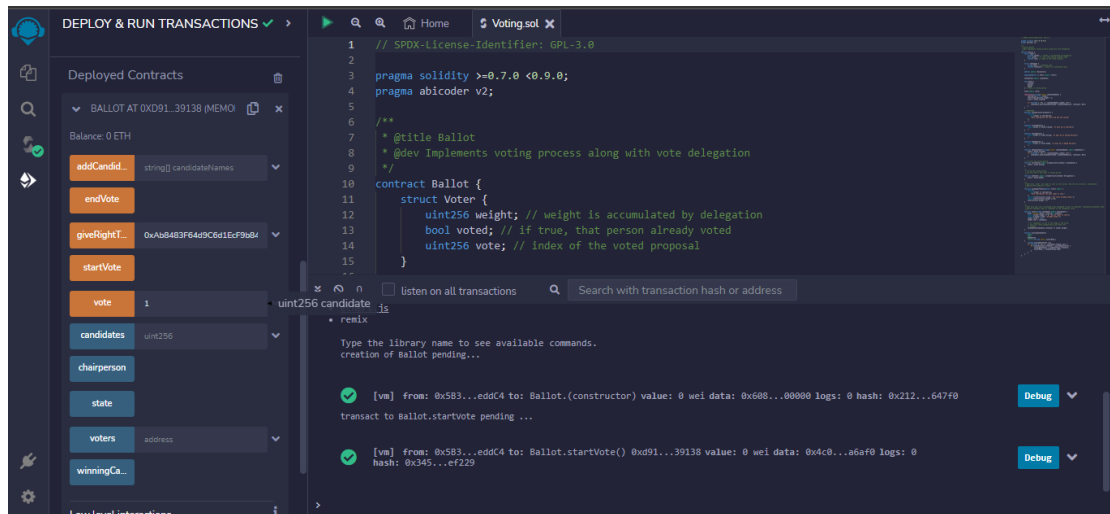 DEPLOY & RUN TRANSACTIONS
Deployed Contracts
BALLOT AT 0XD91...39138 (MEMOI
Balance: 0 ETH
addCandid... string[] candidateNames
endVote
giveRightT... 0xAb8483F64d9C6d1EcF9bB4
startVote
vote 1
uint256 candidate
candidates uint256
chairperson
state
voters address
winningCa...
Low level interactions
i
Home
Voting.sol
1 // SPDX-License-Identifier: GPL-3.0
2
3 pragma solidity >=0.7.0 <0.9.0;
4 pragma abicoder v2;
5
6 /**
7 * @title Ballot
8 * @dev Implements voting process along with vote delegation
9 */
10 contract Ballot {
11 struct Voter {
12 uint256 weight; // weight is accumulated by delegation
13 bool voted; // if true, that person already voted
14 uint256 vote; // index of the voted proposal
15 }
0 listen on all transactions Search with transaction hash or address
js
• remix
Type the library name to see available commands.
creation of Ballot pending...
[vm] from: 0x5B3...eddC4 to: Ballot.(constructor) value: 0 wei data: 0x608...00000 logs: 0 hash: 0x212...647f0
Debug
transact to Ballot.startVote pending ...
[vm] from: 0x5B3...eddC4 to: Ballot.startVote() 0xd91...39138 value: 0 wei data: 0x4c0...a6af0 logs: 0
hash: 0x345...ef229
Debug
>